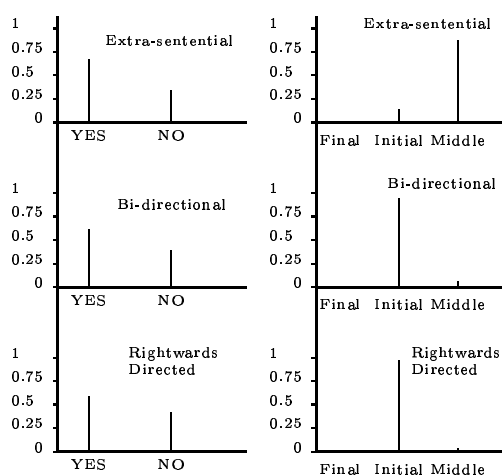 1
0.75
0.5
0.25
0
Extra-sentential
YES NO
1
0.75
0.5
0.25
0
Extra-sentential
Final Initial Middle
1
0.75
0.5
0.25
0
Bi-directional
YES NO
1
0.75
0.5
0.25
0
Bi-directional
Final Initial Middle
1
0.75
0.5
0.25
0
Rightwards
Directed
YES NO
1
0.75
0.5
0.25
0
Rightwards
Directed
Final Initial Middle